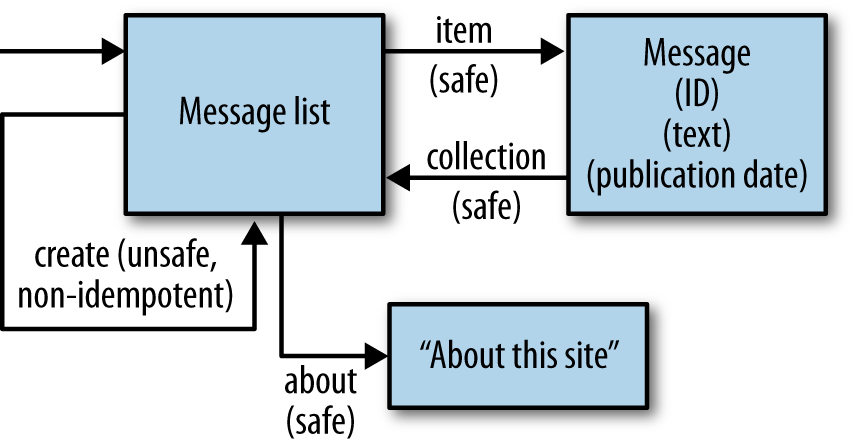 item
(safe)
Message list
Message
(ID)
(text)
(publication date)
collection
(safe)
create (unsafe,
non-idempotent)
“About this site”
about
(safe)